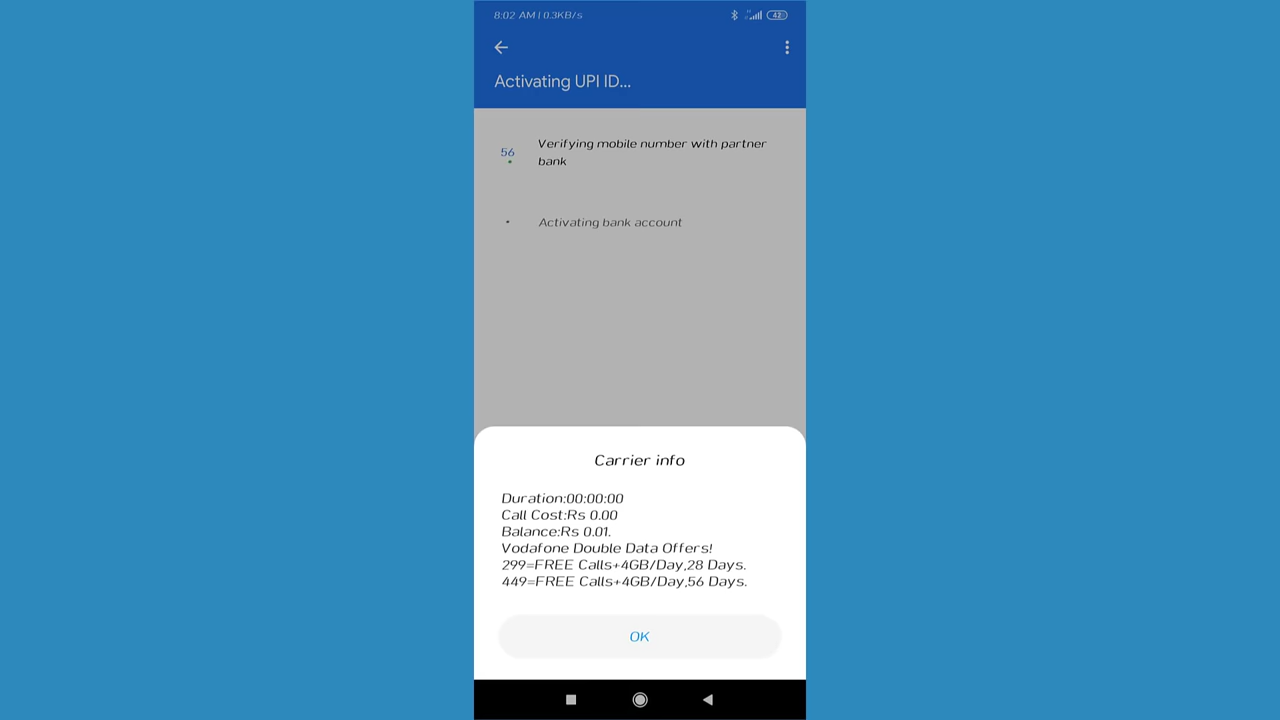 8:02 AM | 0.3KB/s
42
Activating UPI ID...
56
Verifying mobile number with partner
bank
Activating bank account
Carrier info
Duration:00:00:00
Call Cost:Rs 0.00
Balance:Rs 0.01.
Vodafone Double Data Offers!
299=FREE Calls+4GB/Day,28 Days.
449=FREE Calls+4GB/Day,56 Days.
OK